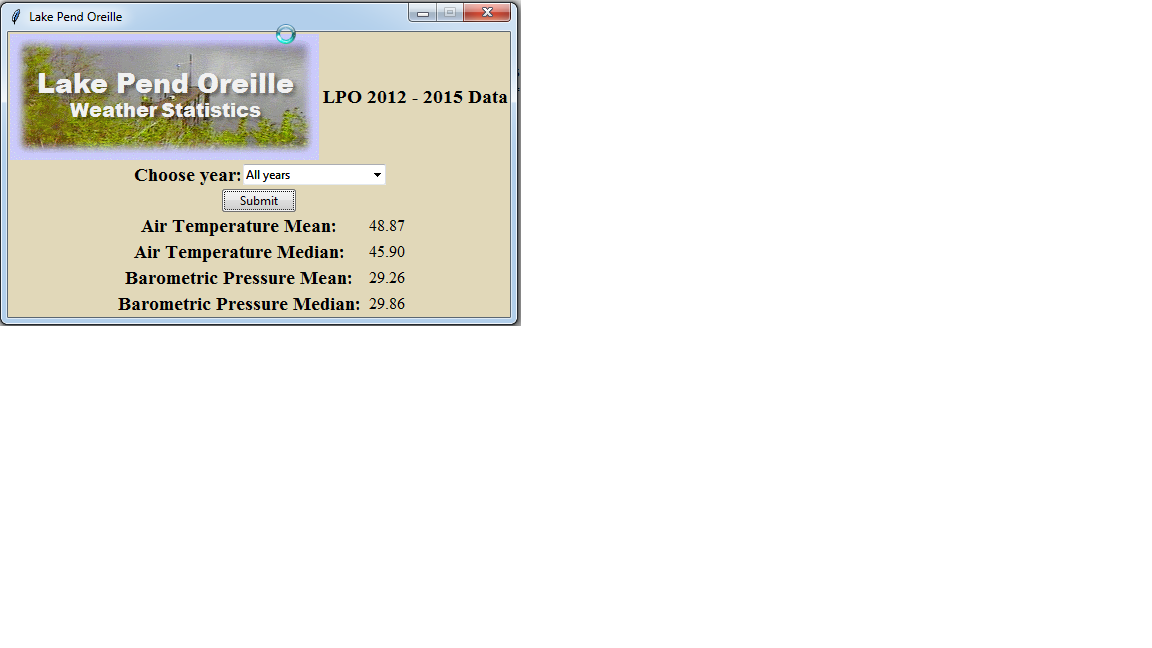 Lake Pend Oreille
Lake Pend Oreille
Weather Statistics
LPO 2012 - 2015 Data
Choose year: All years
Submit
Air Temperature Mean: 48.87
Air Temperature Median: 45.90
Barometric Pressure Mean: 29.26
Barometric Pressure Median: 29.86